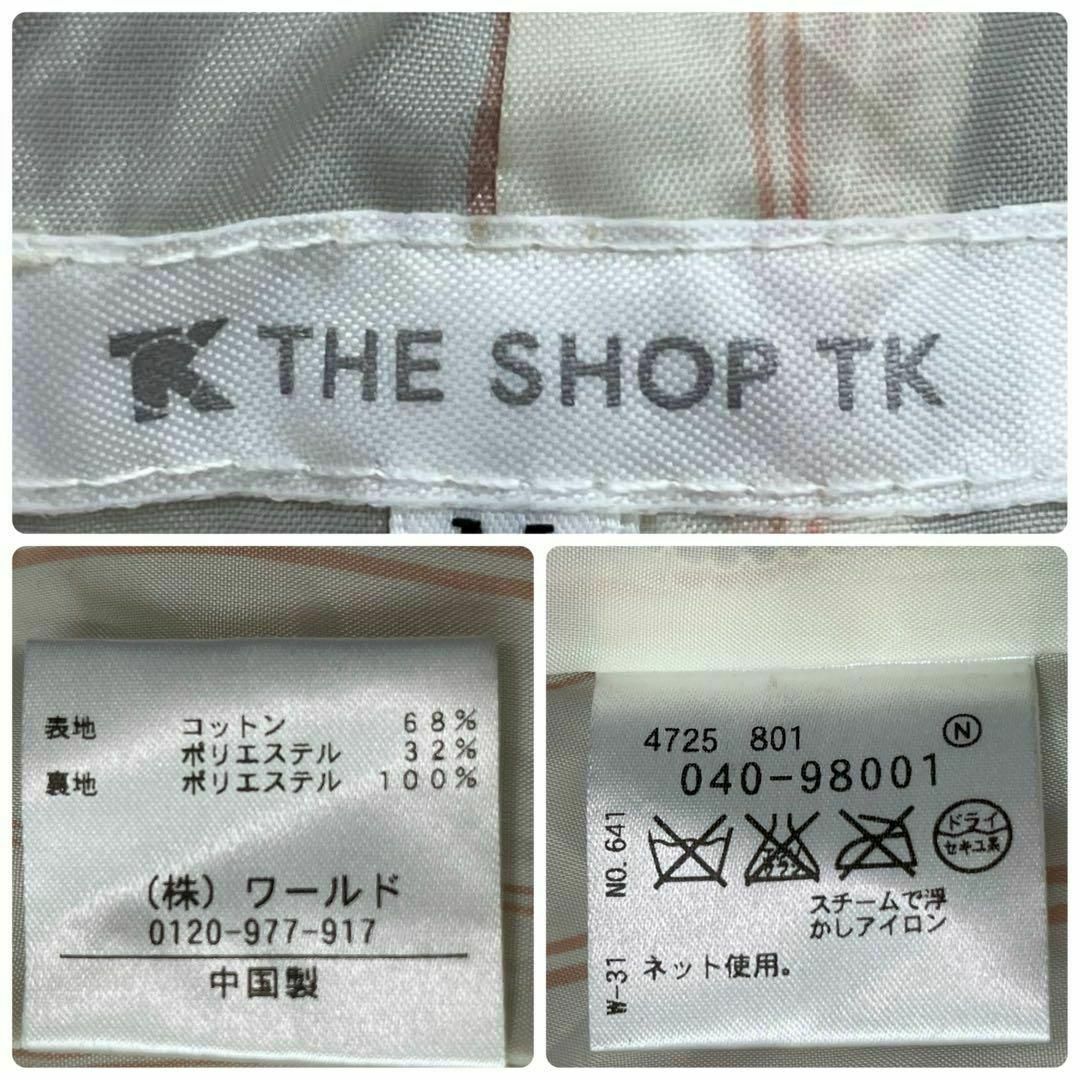 THE SHOP TK
表地 コットン 68%
ポリエステル 32%
裏地 ポリエステル 100%
(株) ワールド
0120-977-917
中国製
4725 801 N
040-98001
NO.641
ドライ
セキユ系
スチームで浮
かしアイロン
W-31
ネット使用。